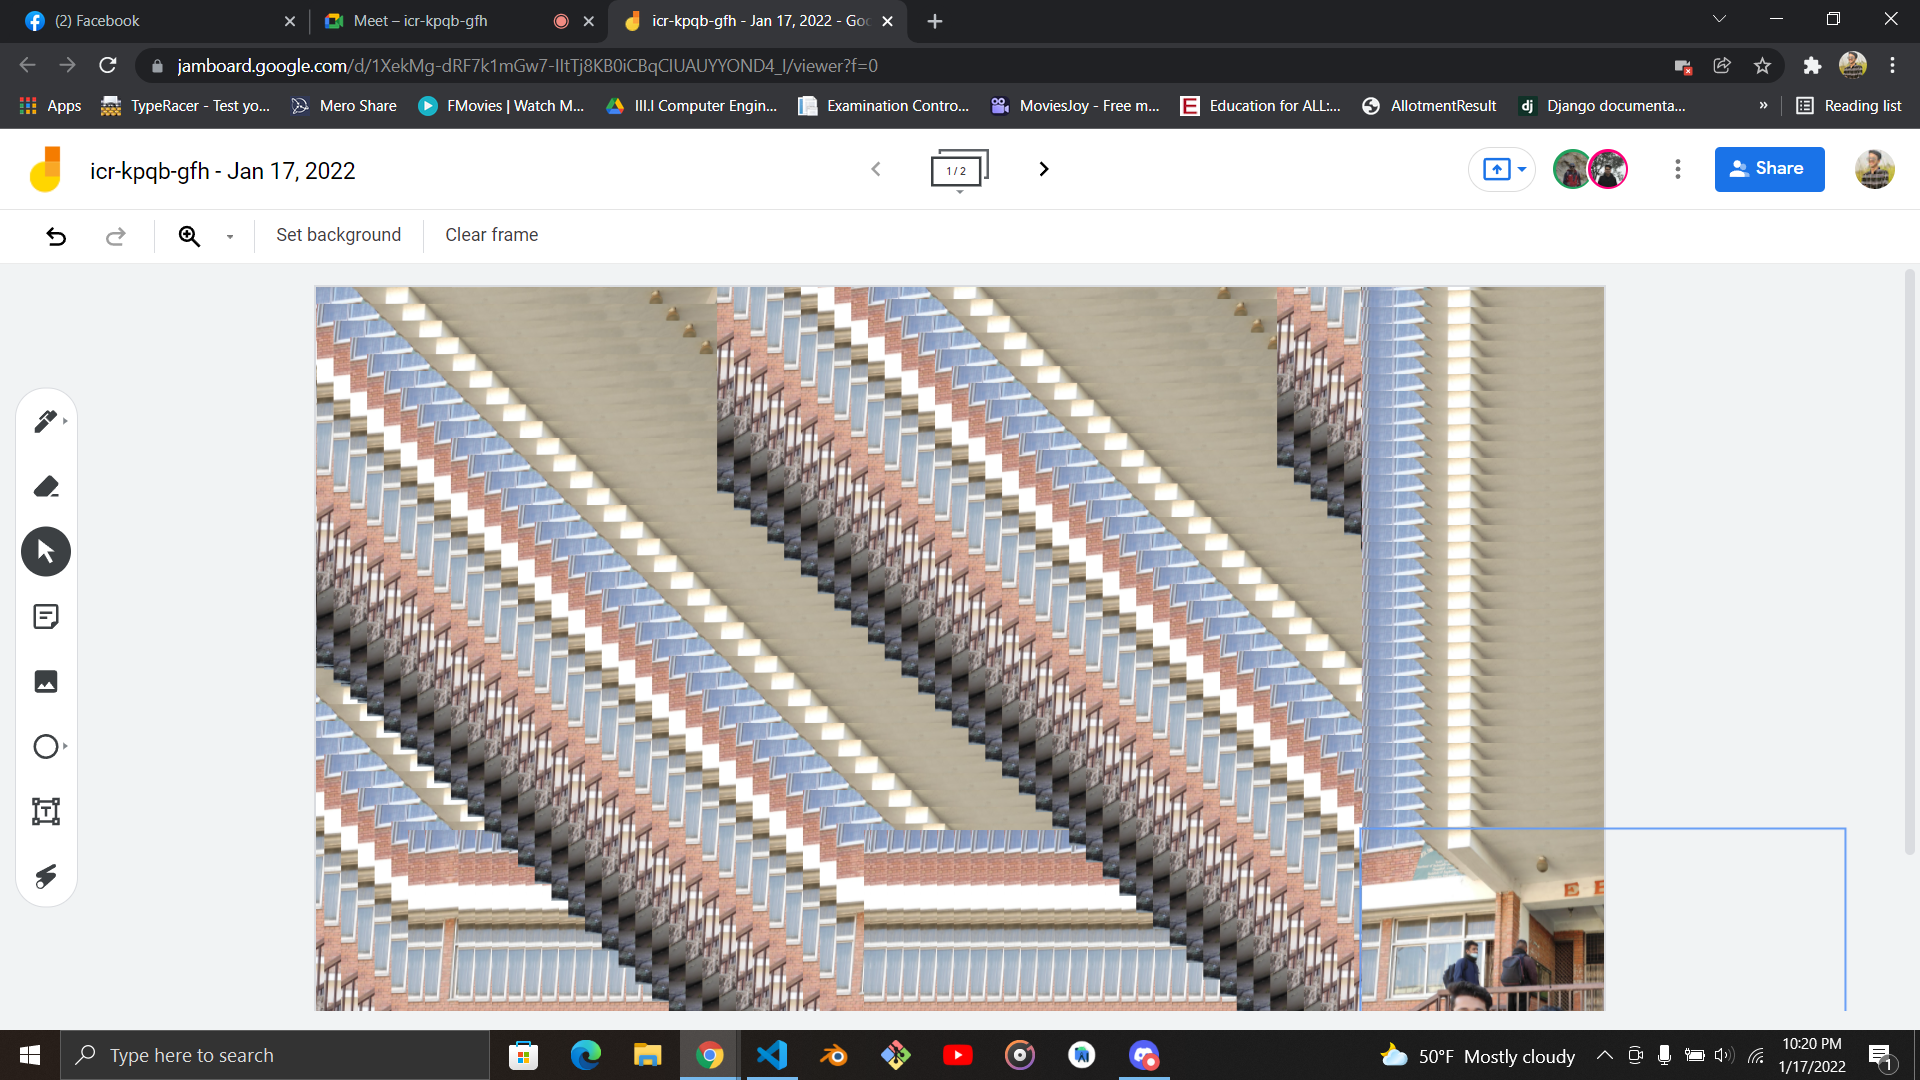 (2) Facebook
Meet – icr-kpqb-gfh
icr-kpqb-gfh - Jan 17, 2022 - Goo
jamboard.google.com/d/1XekMg-dRF7k1mGw7-IltTj8KB0iCBqCIUAUYYOND4_I/viewer?f=0
Apps
TypeRacer - Test yo...
Mero Share
FMovies | Watch M...
III.I Computer Engin...
Examination Contro...
MoviesJoy - Free m...
E
Education for ALL:...
AllotmentResult
dj
Django documenta...
»
Reading list
icr-kpqb-gfh - Jan 17, 2022
1 / 2
Share
Set background
Clear frame
E E
Type here to search
50°F Mostly cloudy
10:20 PM
1/17/2022
1